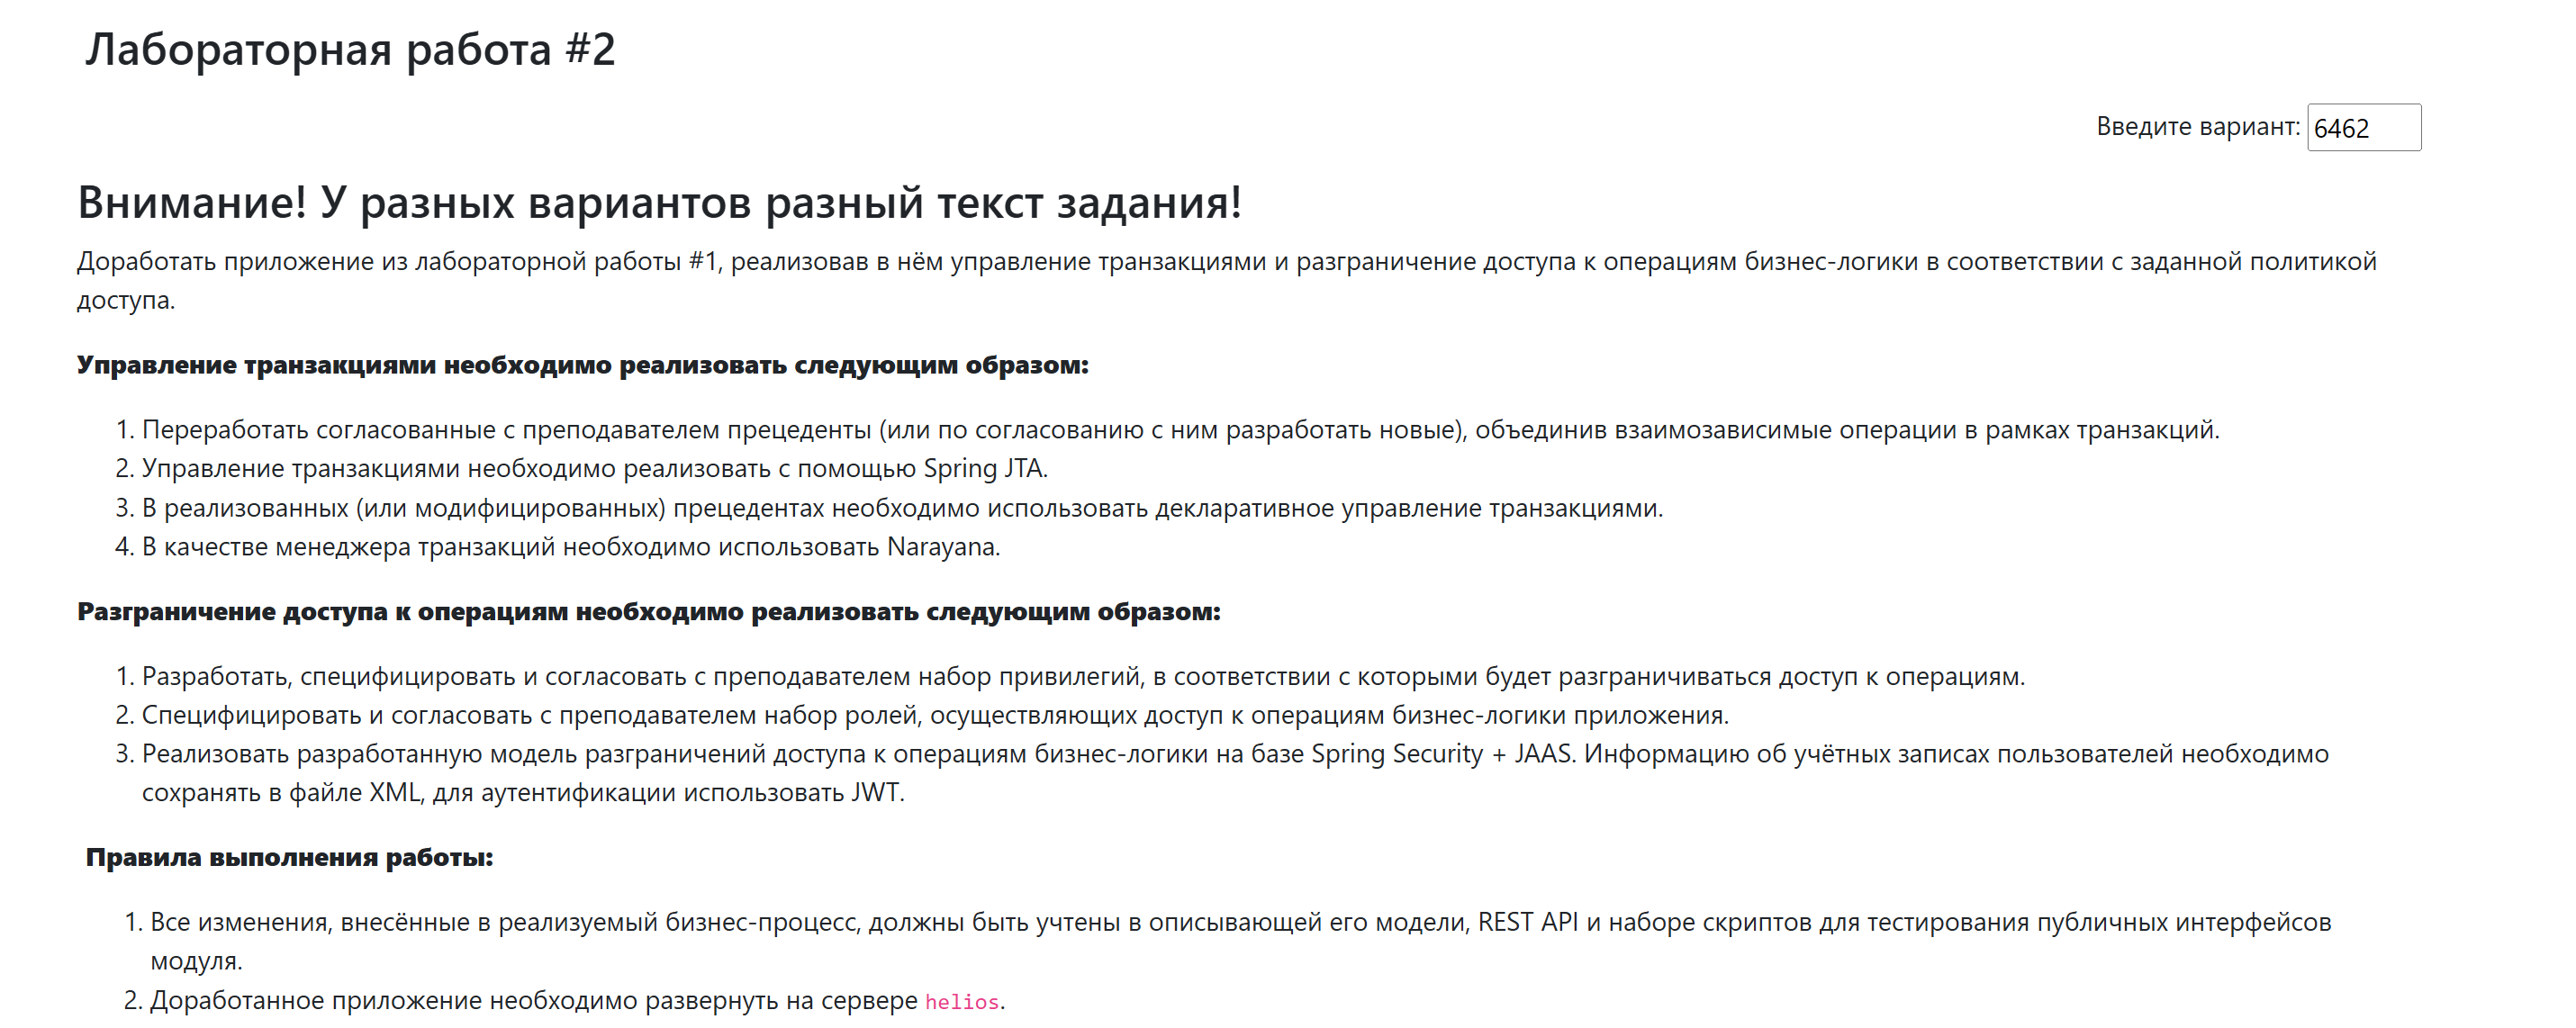 Лабораторная работа #2
Введите вариант: 6462
Внимание! У разных вариантов разный текст задания!
Доработать приложение из лабораторной работы #1, реализовав в нём управление транзакциями и разграничение доступа к операциям бизнес-логики в соответствии с заданной политикой
доступа.
Управление транзакциями необходимо реализовать следующим образом:
1. Переработать согласованные с преподавателем прецеденты (или по согласованию с ним разработать новые), объединив взаимозависимые операции в рамках транзакций.
2. Управление транзакциями необходимо реализовать с помощью Spring JTA.
3. В реализованных (или модифицированных) прецедентах необходимо использовать декларативное управление транзакциями.
4. В качестве менеджера транзакций необходимо использовать Narayana.
Разграничение доступа к операциям необходимо реализовать следующим образом:
1. Разработать, специфицировать и согласовать с преподавателем набор привилегий, в соответствии с которыми будет разграничиваться доступ к операциям.
2. Специфицировать и согласовать с преподавателем набор ролей, осуществляющих доступ к операциям бизнес-логики приложения.
3. Реализовать разработанную модель разграничений доступа к операциям бизнес-логики на базе Spring Security + JAAS. Информацию об учётных записах пользователей необходимо
сохранять в файле XML, для аутентификации использовать JWT.
Правила выполнения работы:
1. Все изменения, внесённые в реализуемый бизнес-процесс, должны быть учтены в описывающей его модели, REST API и наборе скриптов для тестирования публичных интерфейсов
модуля.
2. Доработанное приложение необходимо развернуть на сервере helios.